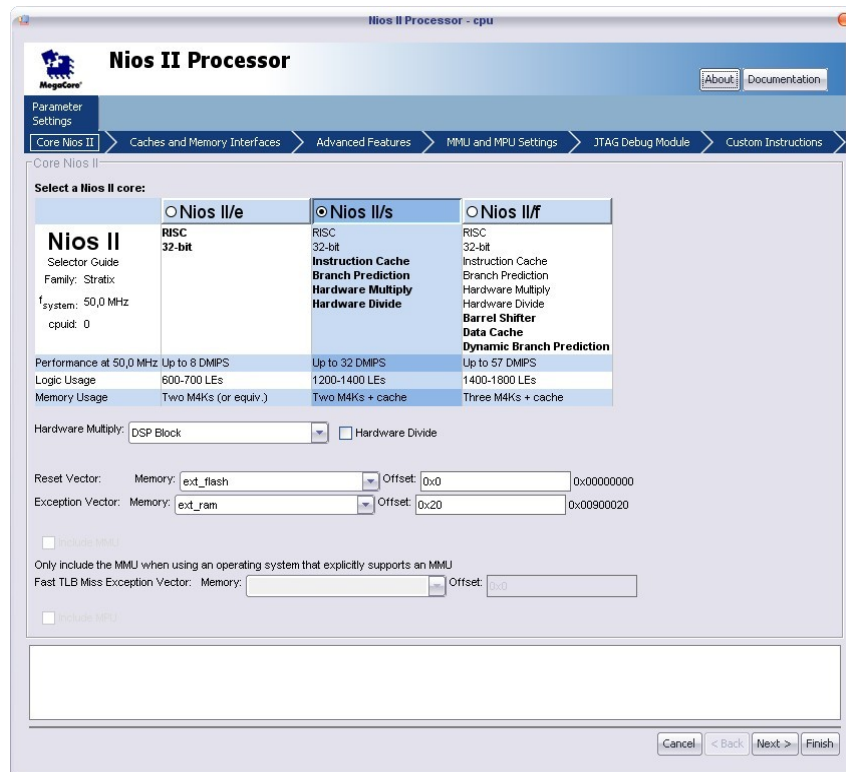 Nios II Processor - cpu
MegaCore'
Nios II Processor
About
Documentation
Parameter
Settings
Core Nios II
Caches and Memory Interfaces
Advanced Features
MMU and MPU Settings
JTAG Debug Module
Custom Instructions
Core Nios II
Select a Nios II core:
Nios II/e
Nios II/s
Nios II/f
Nios II
Selector Guide
Family: Stratix
fsystem: 50,0 MHz
cpuid: 0
RISC
32-bit
RISC
32-bit
Instruction Cache
Branch Prediction
Hardware Multiply
Hardware Divide
RISC
32-bit
Instruction Cache
Branch Prediction
Hardware Multiply
Hardware Divide
Barrel Shifter
Data Cache
Dynamic Branch Prediction
Performance at 50,0 MHz Up to 8 DMIPS Up to 32 DMIPS Up to 57 DMIPS
Logic Usage 600-700 LEs 1200-1400 LEs 1400-1800 LEs
Memory Usage Two M4Ks (or equiv.) Two M4Ks + cache Three M4Ks + cache
Hardware Multiply: DSP Block Hardware Divide
Reset Vector: Memory: ext_flash Offset: 0x0 0x00000000
Exception Vector: Memory: ext_ram Offset: 0x20 0x00900020
Include MMU
Only include the MMU when using an operating system that explicitly supports an MMU
Fast TLB Miss Exception Vector: Memory: Offset: 0x0
Include MPU
Cancel < Back Next > Finish